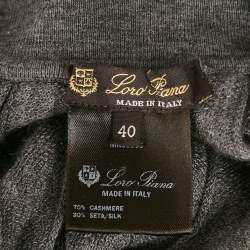 Loro Piana
MADE IN ITALY
40
Loro Piana
MADE IN ITALY
70% CASHMERE
30% SETA/SILK